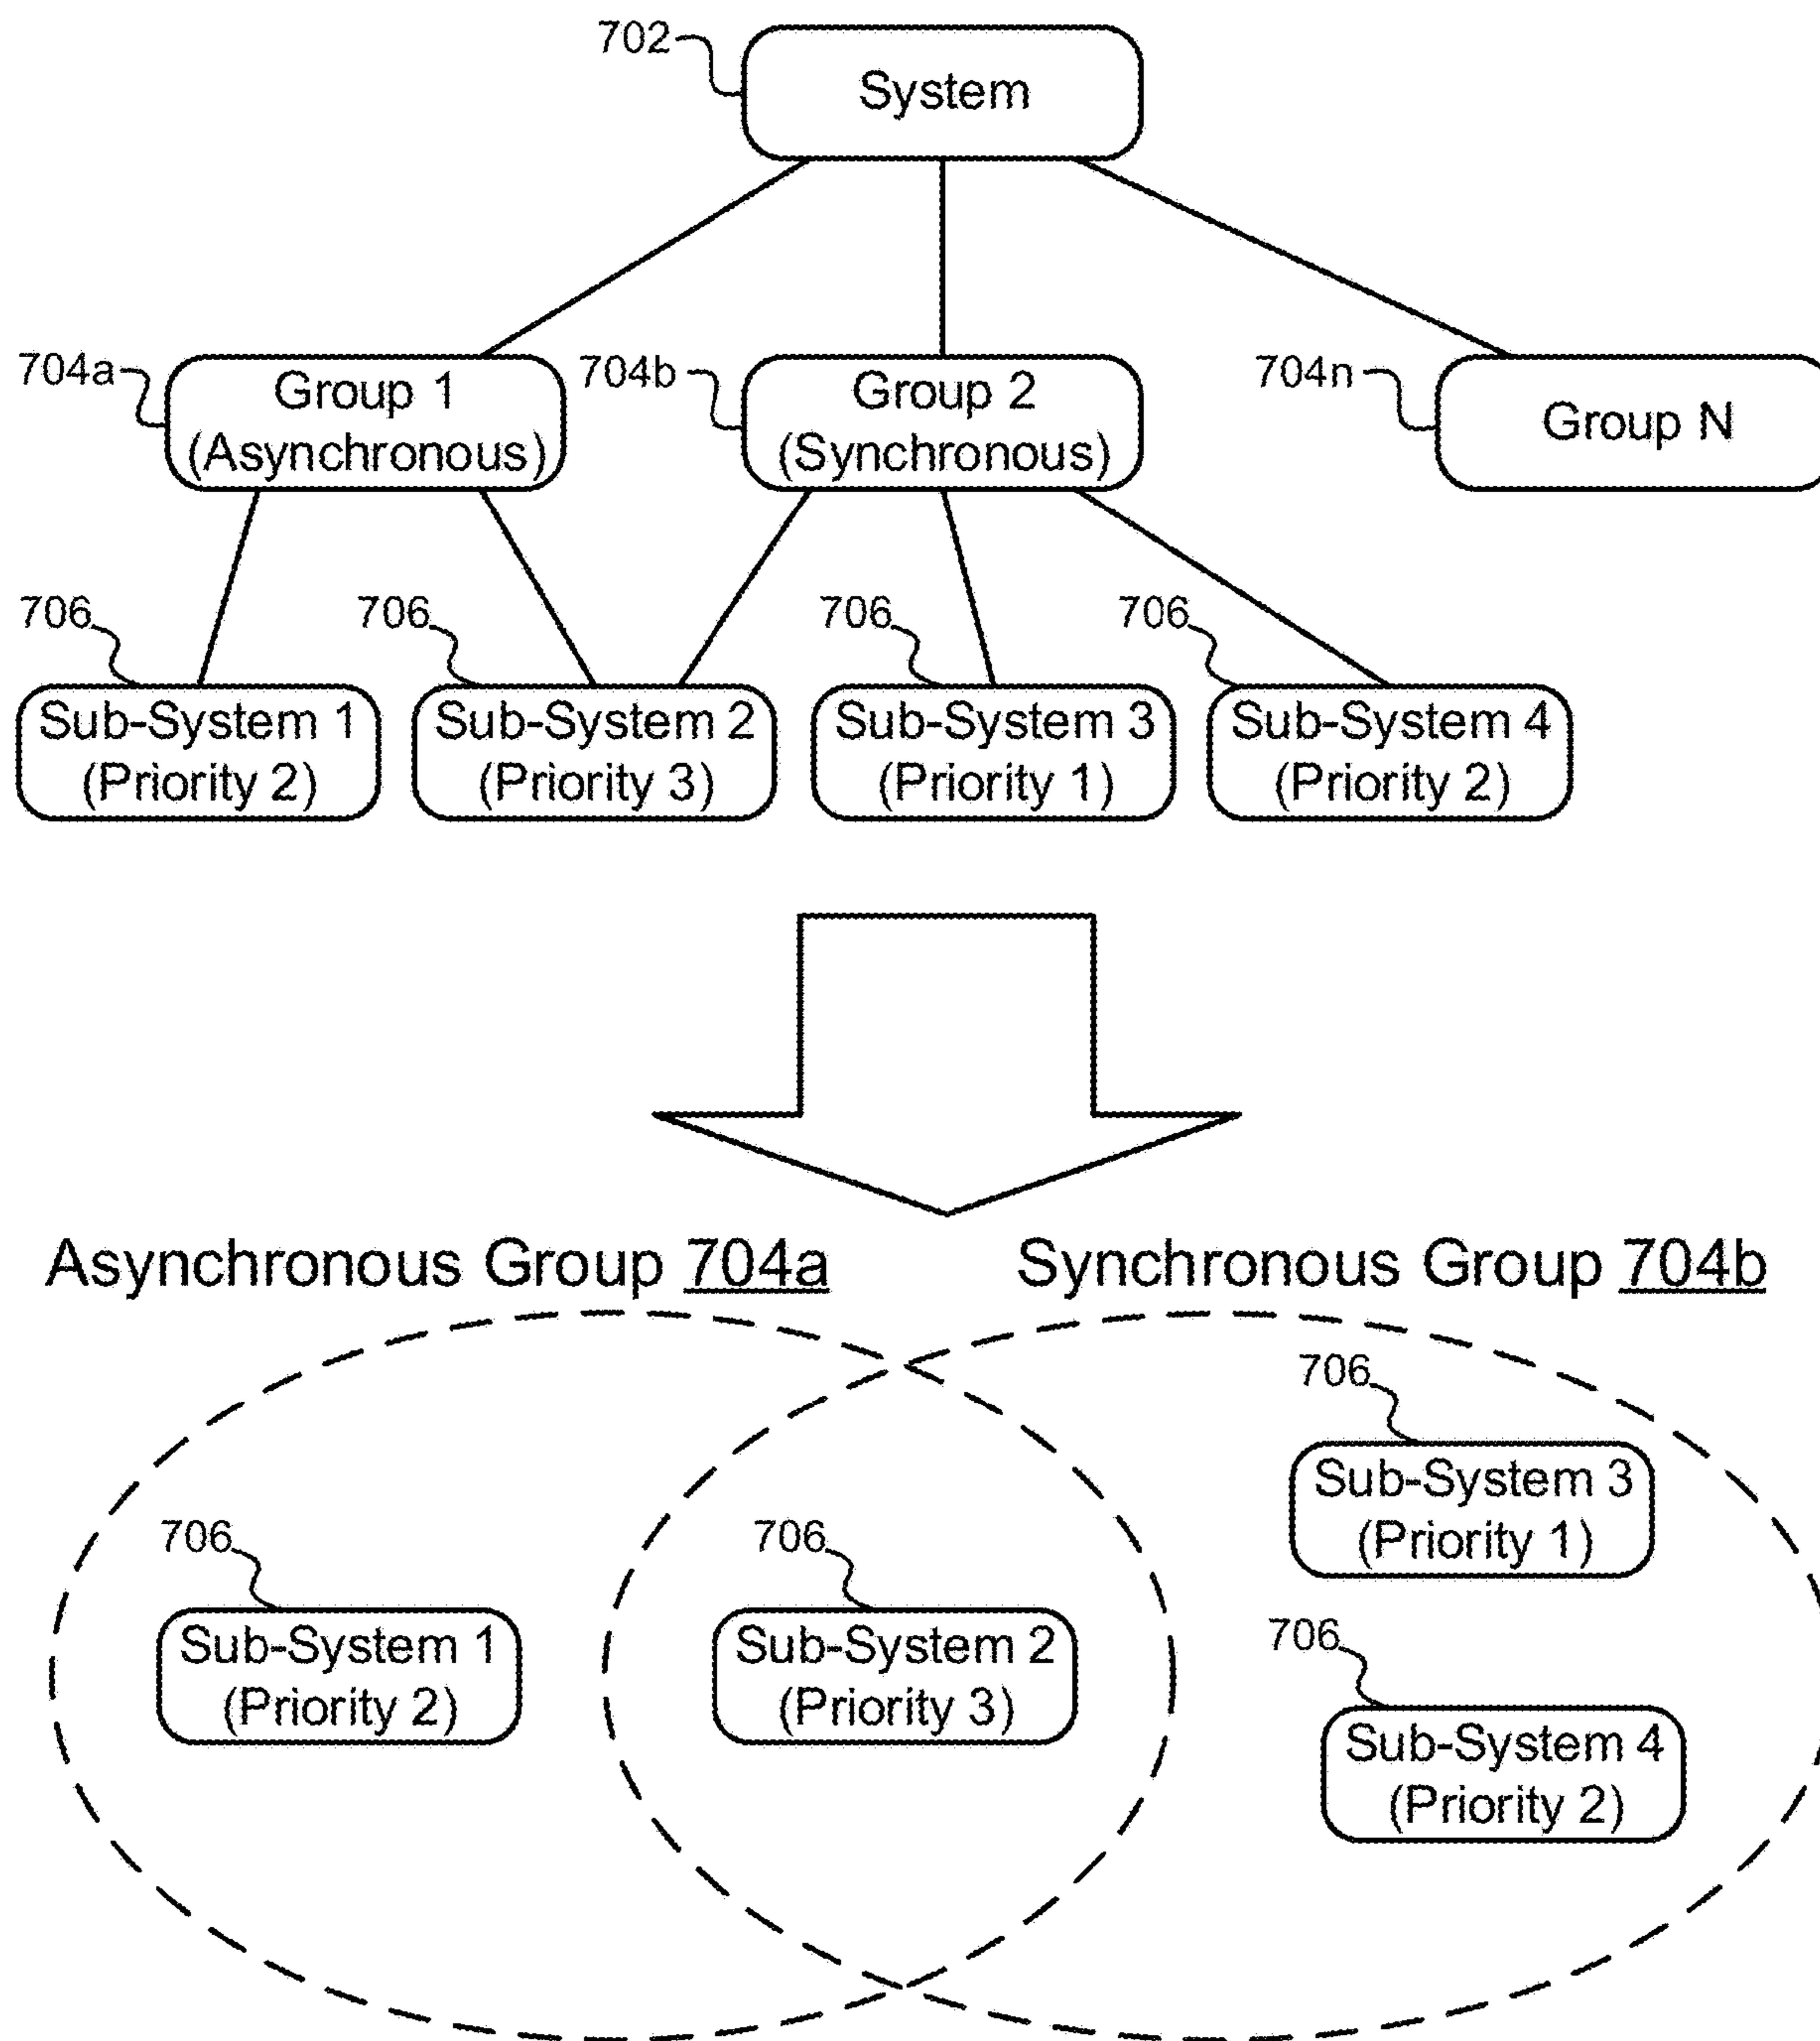 702
System
704a
Group 1
(Asynchronous)
704b
Group 2
(Synchronous)
704n
Group N
706
706
706
706
Sub-System 1
(Priority 2)
Sub-System 2
(Priority 3)
Sub-System 3
(Priority 1)
Sub-System 4
(Priority 2)
Asynchronous Group 704a
Synchronous Group 704b
706
Sub-System 1
(Priority 2)
706
Sub-System 2
(Priority 3)
706
Sub-System 3
(Priority 1)
706
Sub-System 4
(Priority 2)